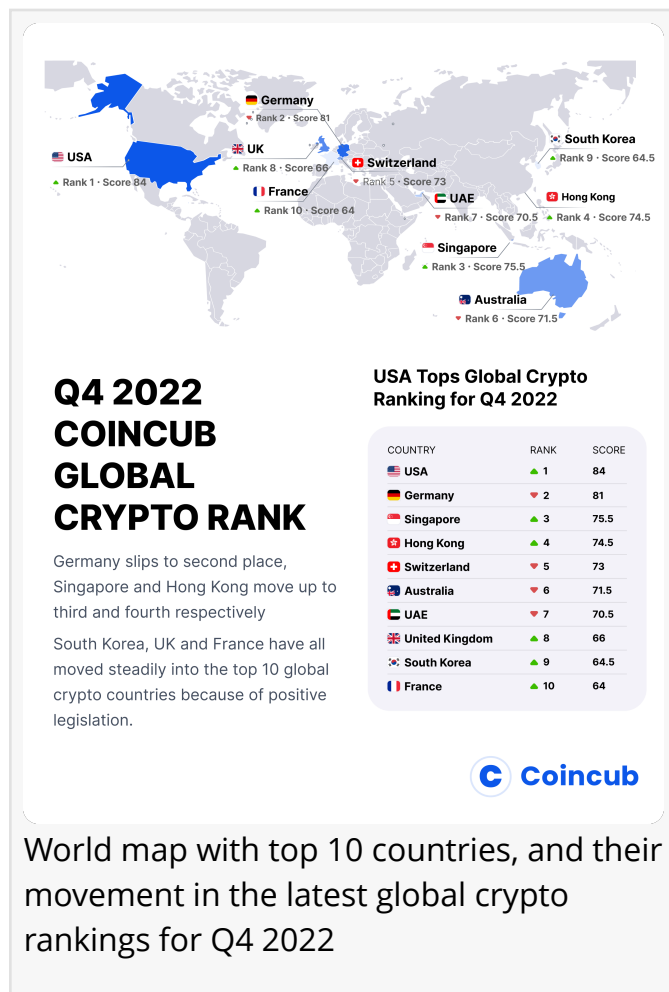 Germany
Rank 2 · Score 81
South Korea
Rank 9 · Score 64.5
UK
Rank 8 · Score 66
USA
Rank 1 · Score 84
Switzerland
Rank 5 · Score 73
France
Rank 10 · Score 64
UAE
Rank 7 · Score 70.5
Hong Kong
Rank 4 · Score 74.5
Singapore
Rank 3 · Score 75.5
Australia
Rank 6 · Score 71.5
Q4 2022
COINCUB
GLOBAL
CRYPTO RANK
Germany slips to second place,
Singapore and Hong Kong move up to
third and fourth respectively
South Korea, UK and France have all
moved steadily into the top 10 global
crypto countries because of positive
legislation.
USA Tops Global Crypto
Ranking for Q4 2022
COUNTRY RANK SCORE
USA 1 84
Germany 2 81
Singapore 3 75.5
Hong Kong 4 74.5
Switzerland 5 73
Australia 6 71.5
UAE 7 70.5
United Kingdom 8 66
South Korea 9 64.5
France 10 64
C Coincub
World map with top 10 countries, and their
movement in the latest global crypto
rankings for Q4 2022